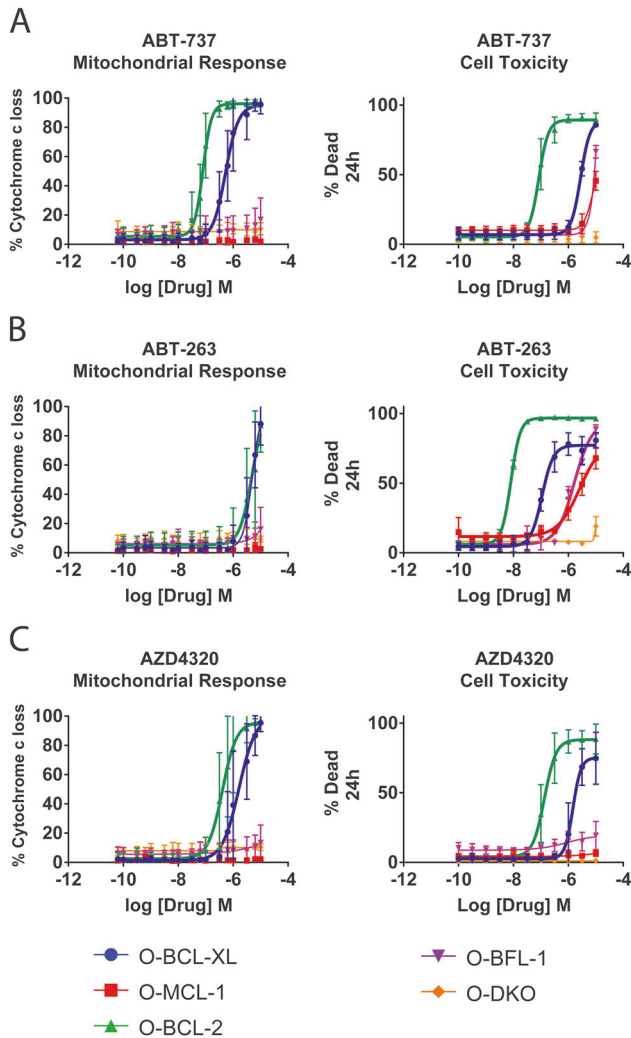 A
ABT-737
Mitochondrial Response
% Cytochrome c loss
100
80
60
40
20
0
-12
-10
-8
-6
-4
log [Drug] M
ABT-737
Cell Toxicity
% Dead
24h
100
50
0
-12
-10
-8
-6
-4
Log [Drug] M
B
ABT-263
Mitochondrial Response
% Cytochrome c loss
100
80
60
40
20
0
-12
-10
-8
-6
-4
log [Drug] M
ABT-263
Cell Toxicity
% Dead
24h
100
50
0
-12
-10
-8
-6
-4
Log [Drug] M
C
AZD4320
Mitochondrial Response
% Cytochrome c loss
100
80
60
40
20
0
-12
-10
-8
-6
-4
log [Drug] M
AZD4320
Cell Toxicity
% Dead
24h
100
50
0
-12
-10
-8
-6
-4
Log [Drug] M
O-BCL-XL
O-MCL-1
O-BCL-2
O-BFL-1
O-DKO